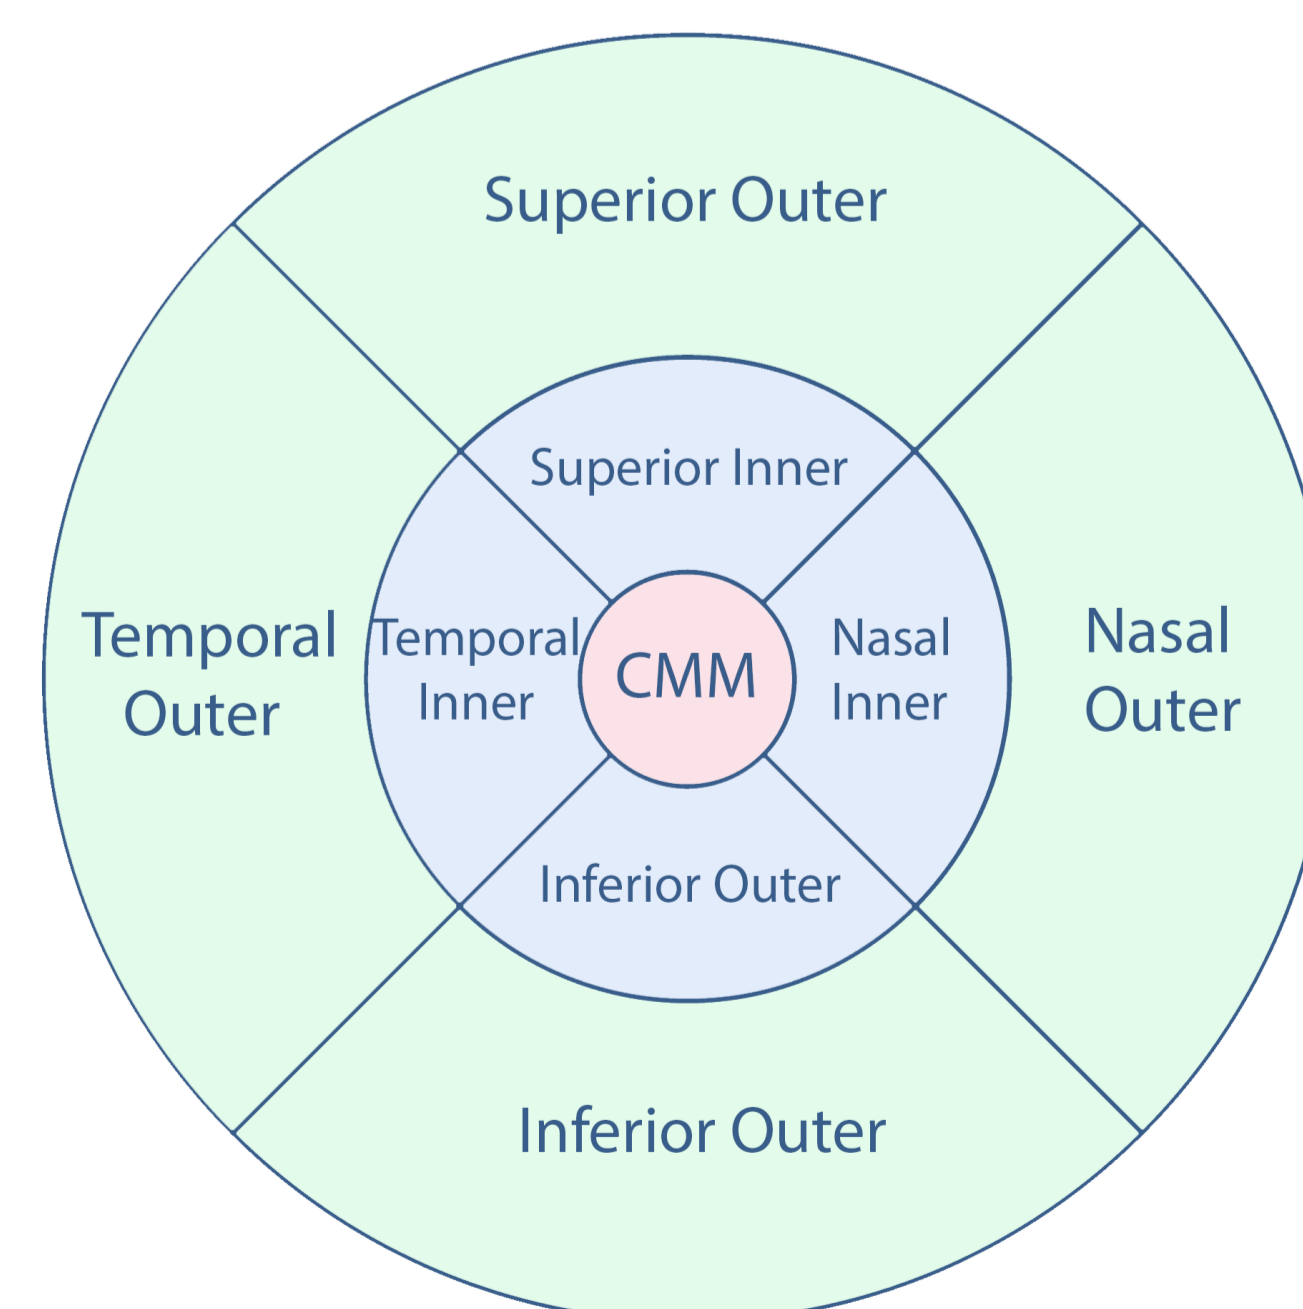 Superior Outer
Superior Inner
Temporal
Outer
Temporal
Inner
CMM
Nasal
Inner
Nasal
Outer
Inferior Outer
Inferior Outer